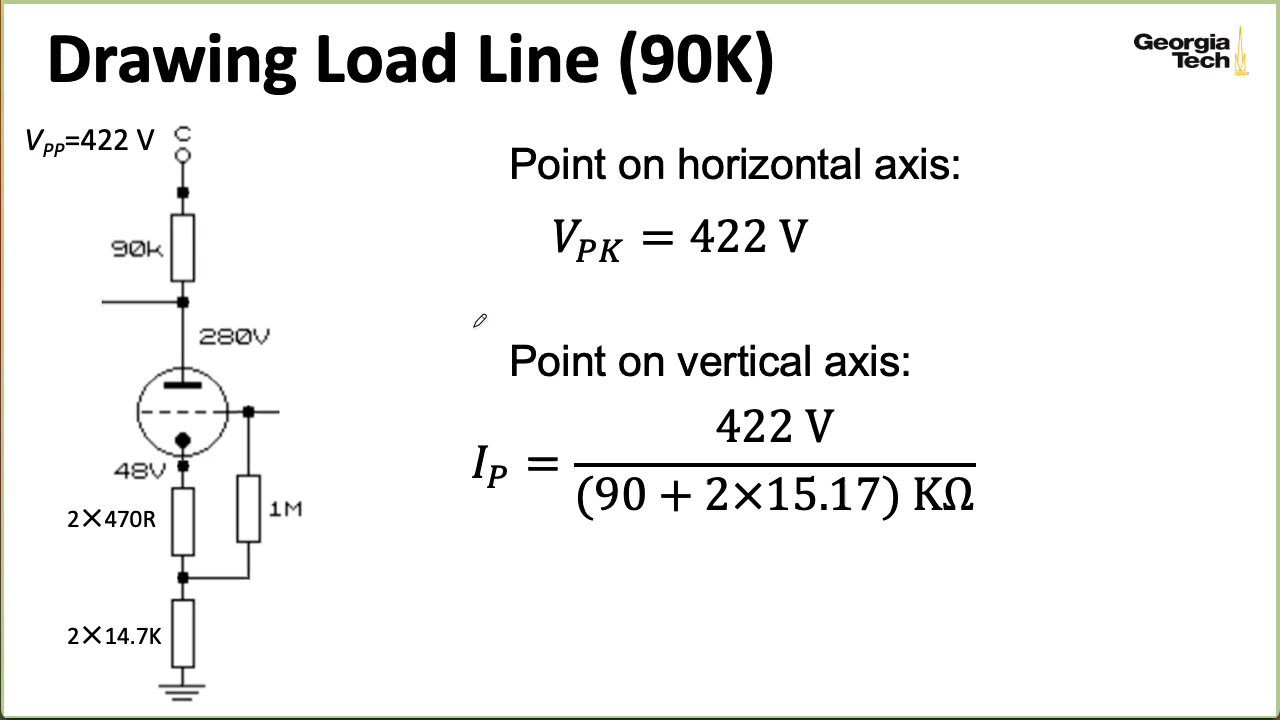 Drawing Load Line (90K)
Georgia
Tech
V_PP=422 V
C
90k
280V
48V
2×470R
1M
2×14.7K
Point on horizontal axis:
V_PK = 422 V
Point on vertical axis:
I_P = 422 V / (90 + 2×15.17) KΩ